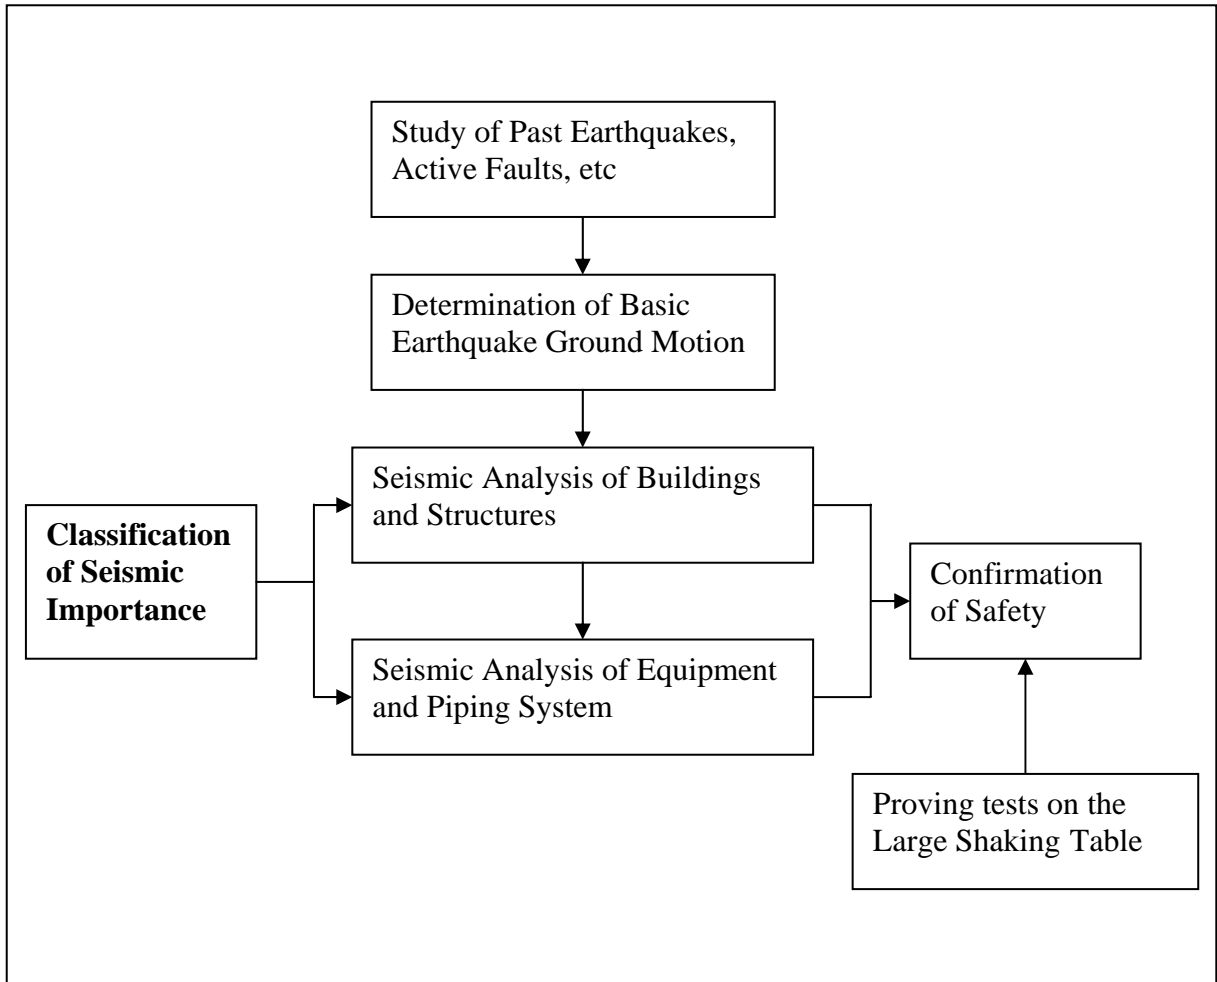 Study of Past Earthquakes,
Active Faults, etc
Determination of Basic
Earthquake Ground Motion
Seismic Analysis of Buildings
and Structures
Classification
of Seismic
Importance
Confirmation
of Safety
Seismic Analysis of Equipment
and Piping System
Proving tests on the
Large Shaking Table